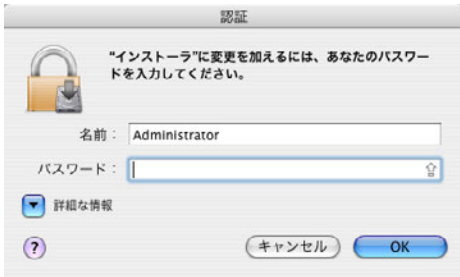 認証
“インストーラ”に変更を加えるには、あなたのパスワー
ドを入力してください。
名前：
Administrator
パスワード：
詳細な情報
?
キャンセル
OK